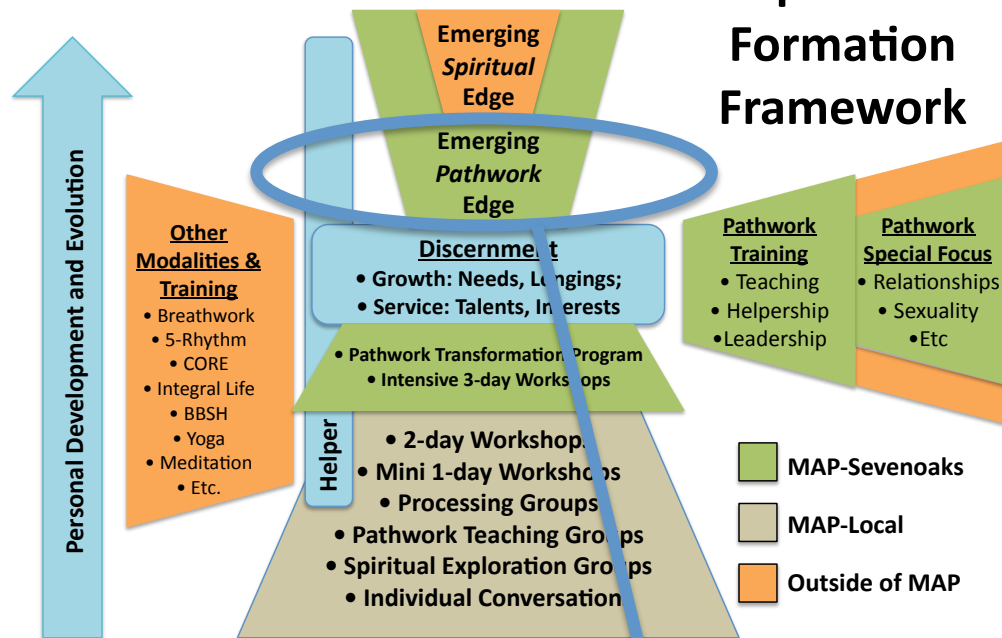 Formation
Framework
Emerging
Spiritual
Edge
Emerging
Pathwork
Edge
Personal Development and Evolution
Helper
Other
Modalities &
Training
• Breathwork
• 5-Rhythm
• CORE
• Integral Life
• BBSH
• Yoga
• Meditation
• Etc.
Discernment
• Growth: Needs, Longings;
• Service: Talents, Interests
• Pathwork Transformation Program
• Intensive 3-day Workshops
• 2-day Workshops
• Mini 1-day Workshops
• Processing Groups
• Pathwork Teaching Groups
• Spiritual Exploration Groups
• Individual Conversation
Pathwork
Training
• Teaching
• Helpership
•Leadership
Pathwork
Special Focus
• Relationships
• Sexuality
•Etc
MAP-Sevenoaks
MAP-Local
Outside of MAP